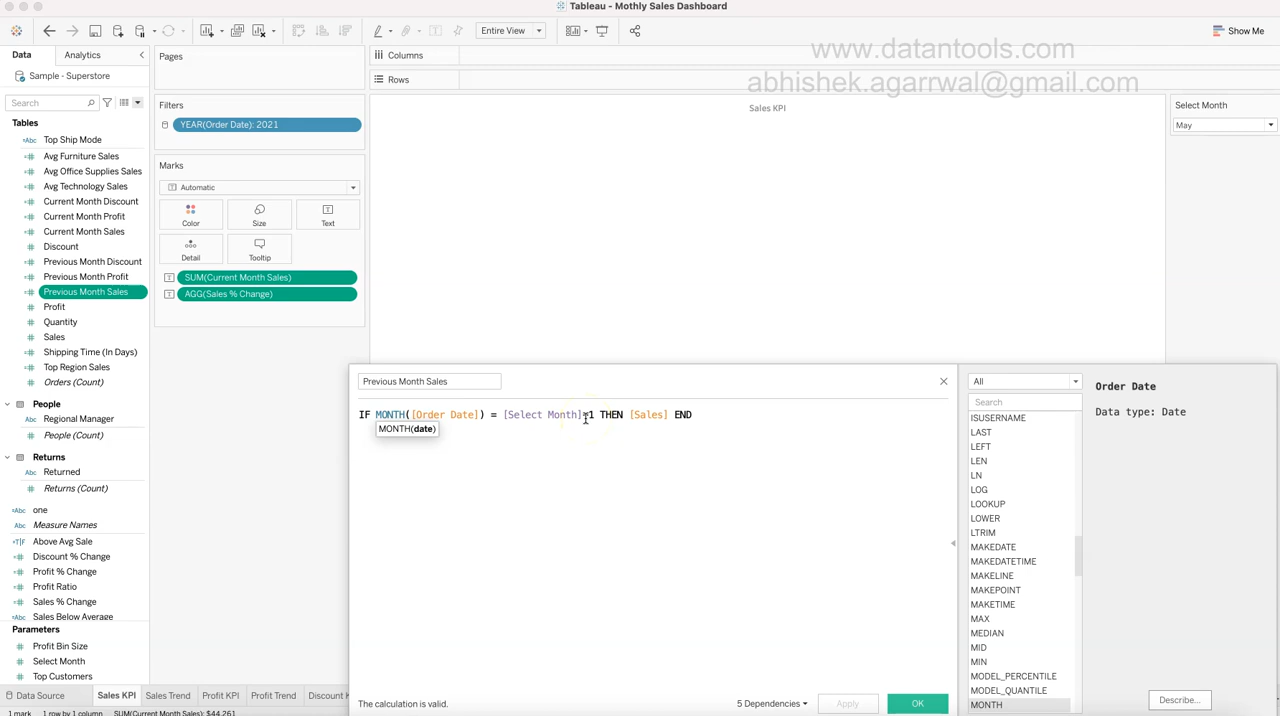 Tableau - Mothly Sales Dashboard
Entire View
Show Me
www.datantools.com
abhishek.agarrwal@gmail.com
Data
Analytics
Sample - Superstore
Search
Tables
Abc Top Ship Mode
Avg Furniture Sales
Avg Office Supplies Sales
Avg Technology Sales
Current Month Discount
Current Month Profit
Current Month Sales
Discount
Previous Month Discount
Previous Month Profit
Previous Month Sales
Profit
Quantity
Sales
Shipping Time (In Days)
Top Region Sales
Orders (Count)
People
Abc Regional Manager
People (Count)
Returns
Abc Returned
Returns (Count)
Abc one
Abc Measure Names
T|F Above Avg Sale
Discount % Change
Profit % Change
Profit Ratio
Sales % Change
Sales Below Average
Parameters
Profit Bin Size
Select Month
Top Customers
Pages
Filters
YEAR(Order Date): 2021
Marks
Automatic
Color
Size
Text
Detail
Tooltip
SUM(Current Month Sales)
AGG(Sales % Change)
Columns
Rows
Sales KPI
Select Month
May
Previous Month Sales
IF MONTH([Order Date]) = [Select Month]-1 THEN [Sales] END
MONTH(date)
The calculation is valid.
5 Dependencies
Apply
OK
All
Search
ISUSERNAME
LAST
LEFT
LEN
LN
LOG
LOOKUP
LOWER
LTRIM
MAKEDATE
MAKEDATETIME
MAKELINE
MAKEPOINT
MAKETIME
MAX
MEDIAN
MID
MIN
MODEL_PERCENTILE
MODEL_QUANTILE
MONTH
Order Date
Data type: Date
Describe...
Data Source
Sales KPI
Sales Trend
Profit KPI
Profit Trend
Discount K
1 mark
1 row by 1 column
SUM(Current Month Sales): $44,261